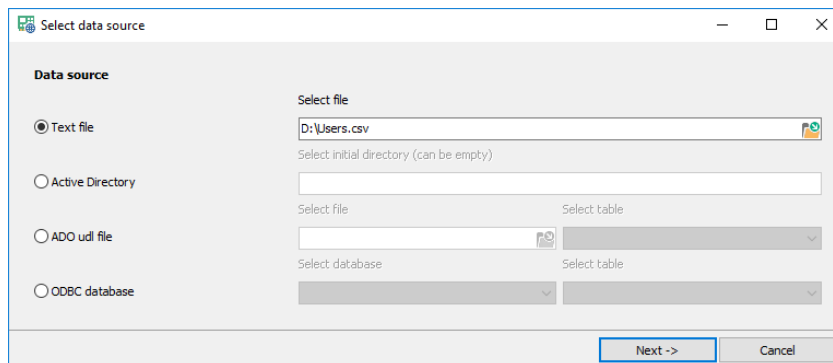 Select data source
Data source
Select file
Text file
D:\Users.csv
Select initial directory (can be empty)
Active Directory
Select file Select table
ADO udl file
Select database Select table
ODBC database
Next -> Cancel